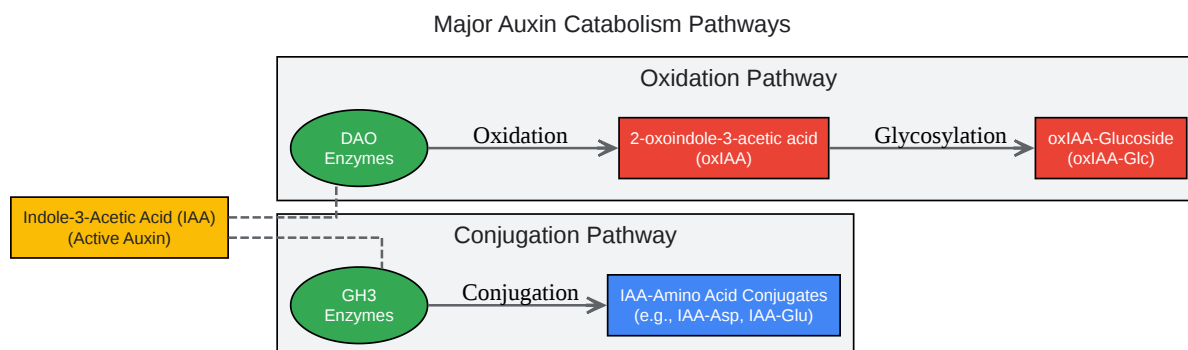 Major Auxin Catabolism Pathways
Oxidation Pathway
DAO
Enzymes
Oxidation
2-oxoindole-3-acetic acid
(oxIAA)
Glycosylation
oxIAA-Glucoside
(oxIAA-Glc)
Indole-3-Acetic Acid (IAA)
(Active Auxin)
Conjugation Pathway
GH3
Enzymes
Conjugation
IAA-Amino Acid Conjugates
(e.g., IAA-Asp, IAA-Glu)